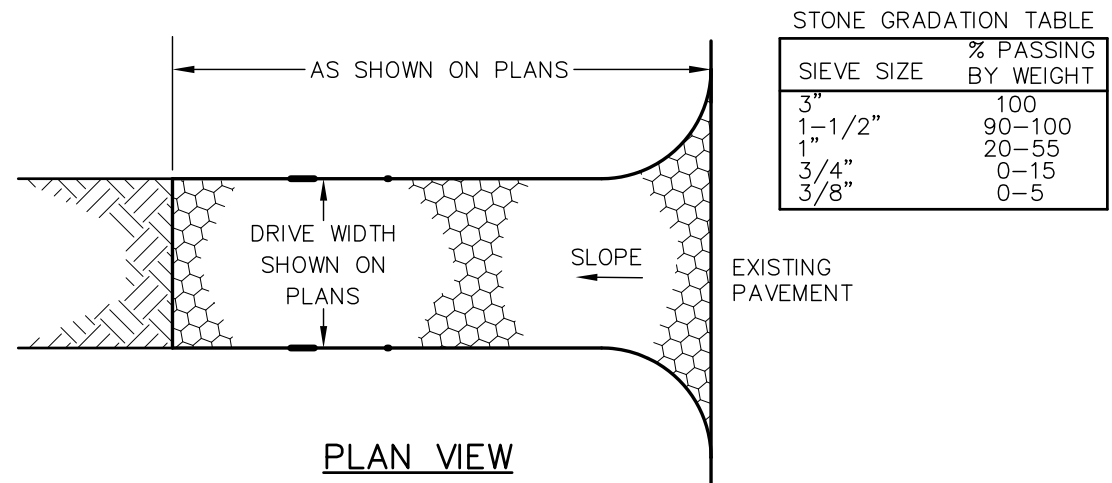 STONE GRADATION TABLE
SIEVE SIZE % PASSING BY WEIGHT
3" 100
1-1/2" 90-100
1" 20-55
3/4" 0-15
3/8" 0-5
AS SHOWN ON PLANS
DRIVE WIDTH
SHOWN ON
PLANS
SLOPE
EXISTING
PAVEMENT
PLAN VIEW